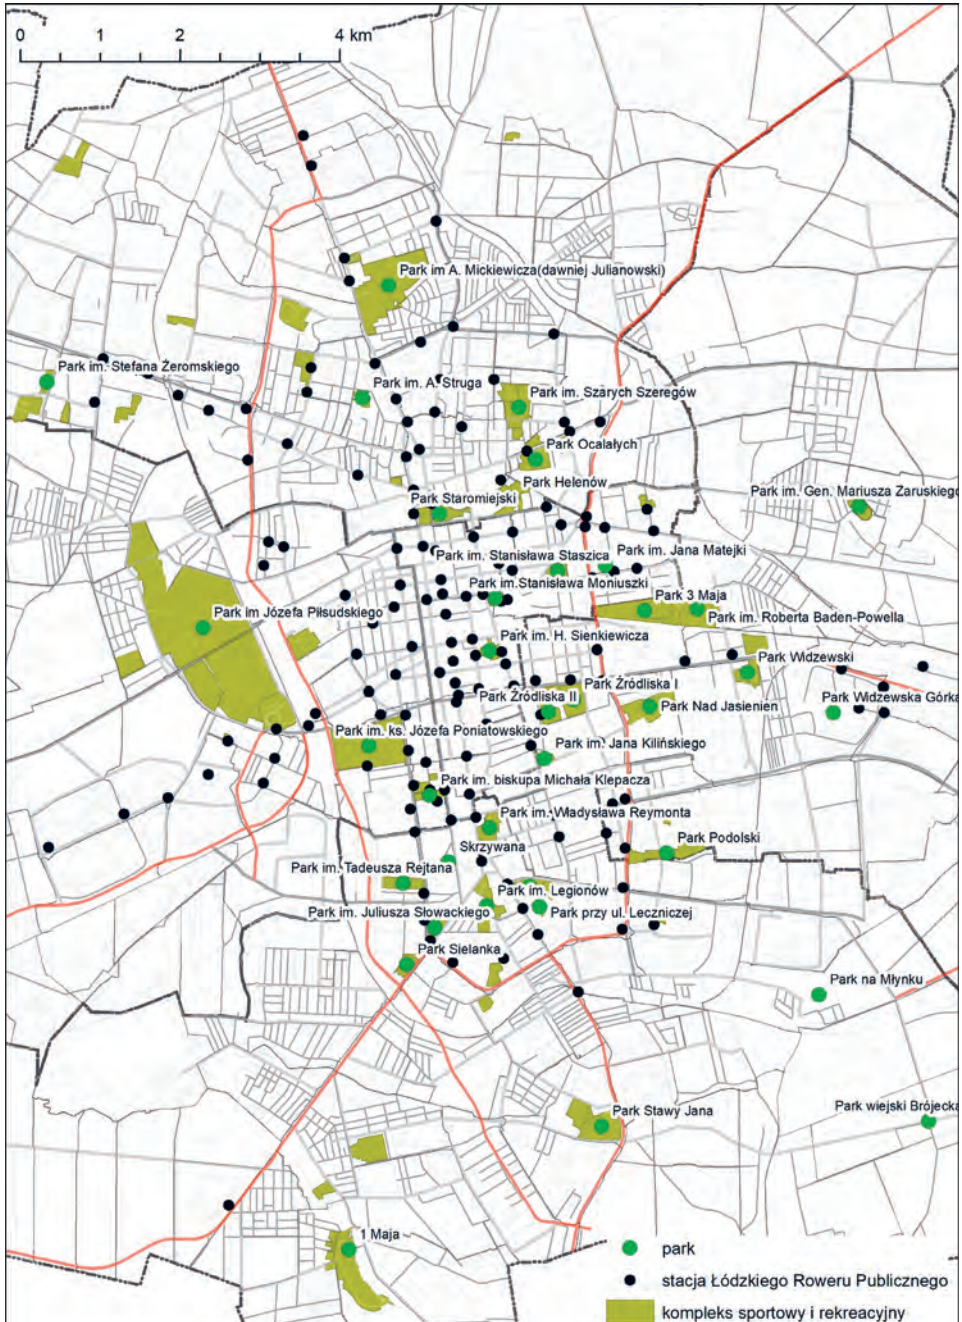 0 1 2 4 km
Park im A. Mickiewicza(dawniej Julianowski)
Park im. Stefana Żeromskiego
Park im. A. Struga
Park im. Szarych Szeregów
Park Ocalałych
Park Helenów
Park im. Gen. Mariusza Zaruskiego
Park Staromiejski
Park im. Stanisława Staszica
Park im. Jana Matejki
Park im.Stanisława Moniuszki
Park 3 Maja
Park im Józefa Piłsudskiego
Park im. Roberta Baden-Powella
Park im. H. Sienkiewicza
Park Widzewski
Park Źródliska I
Park Źródliska II
Park Widzewska Górka
Park Nad Jasienień
Park im. ks. Józefa Poniatowskiego
Park im. Jana Kilińskiego
Park im. biskupa Michała Klepacza
Park im. Władysława Reymonta
Park Podolski
Skrzywana
Park im. Tadeusza Rejtana
Park im. Legionów
Park im. Juliusza Słowackiego
Park przy ul. Leczniczej
Park Sielanka
Park na Młynku
Park wiejski Brójecka
Park Stawy Jana
1 Maja
park
stacja Łódzkiego Roweru Publicznego
kompleks sportowy i rekreacyjny